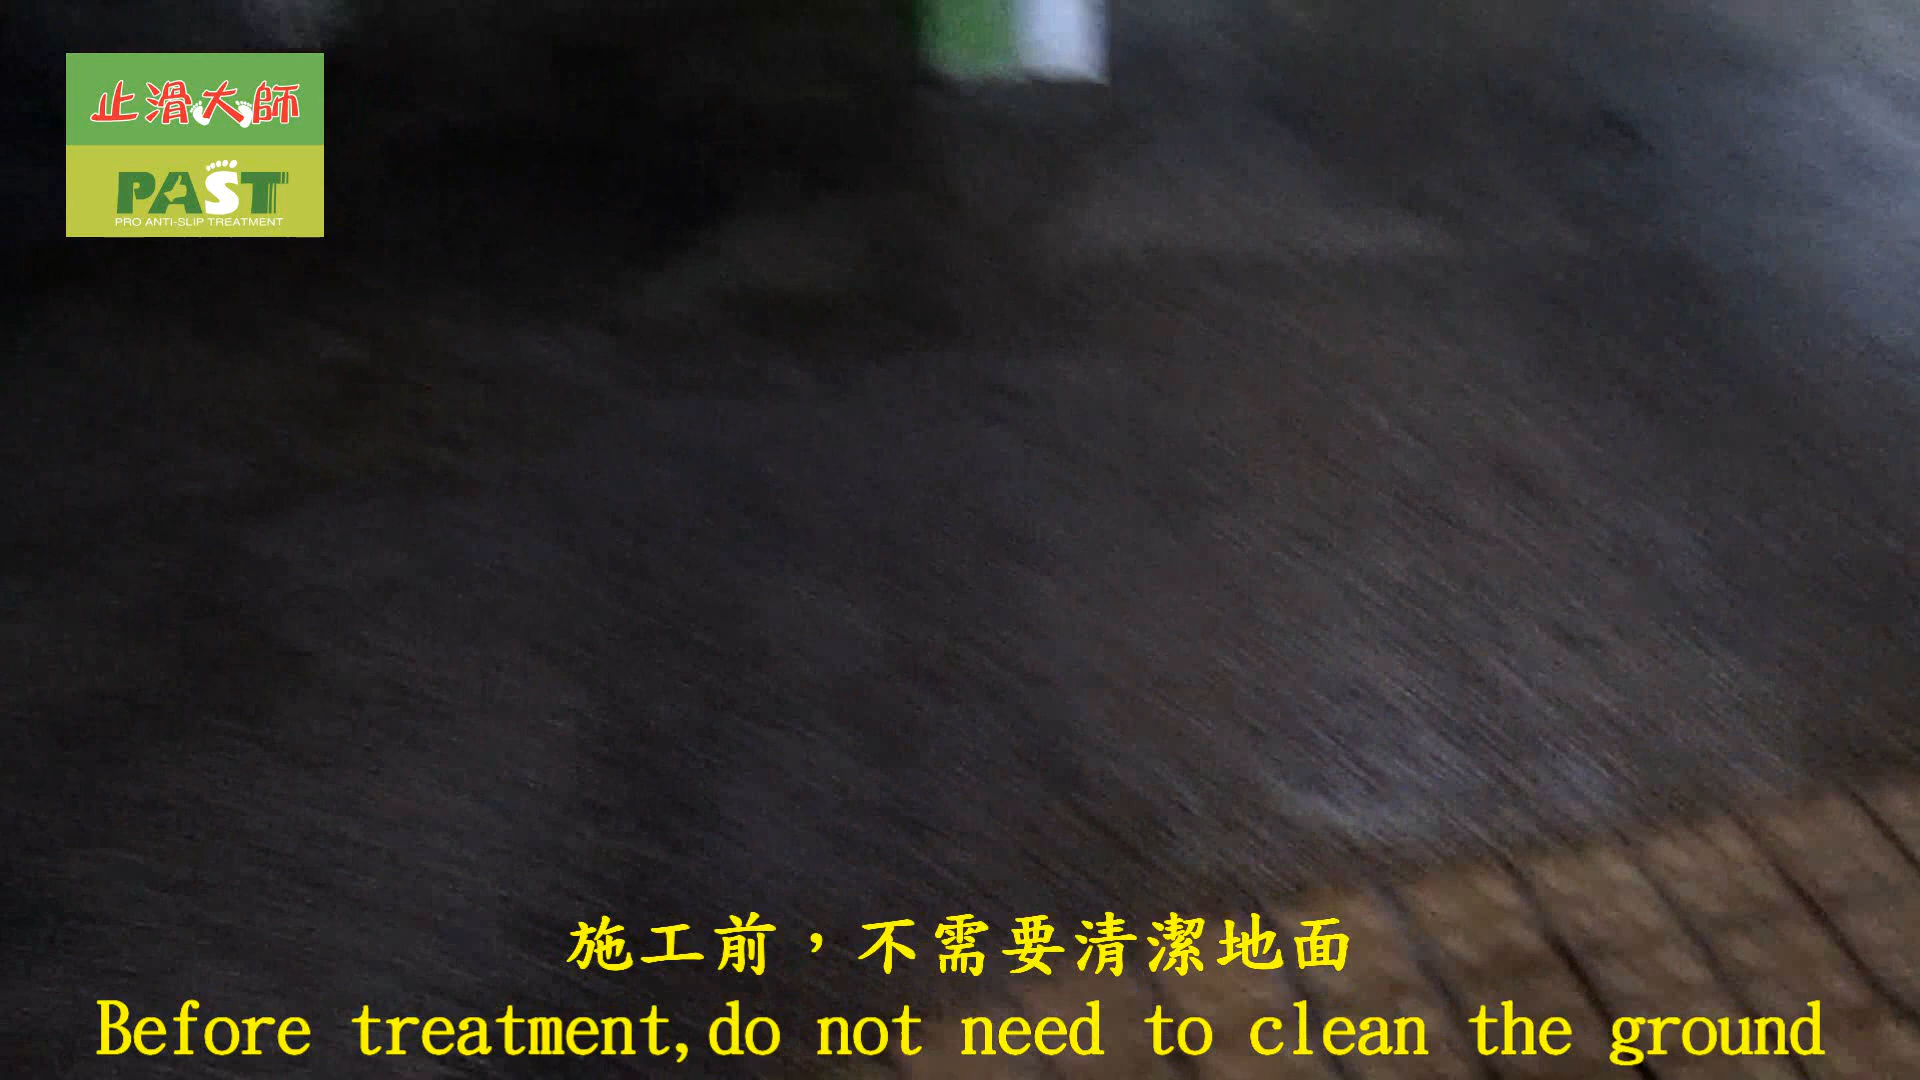 止滑大師
PAST
PRO ANTI-SLIP TREATMENT
施工前，不需要清潔地面
Before treatment,do not need to clean the ground